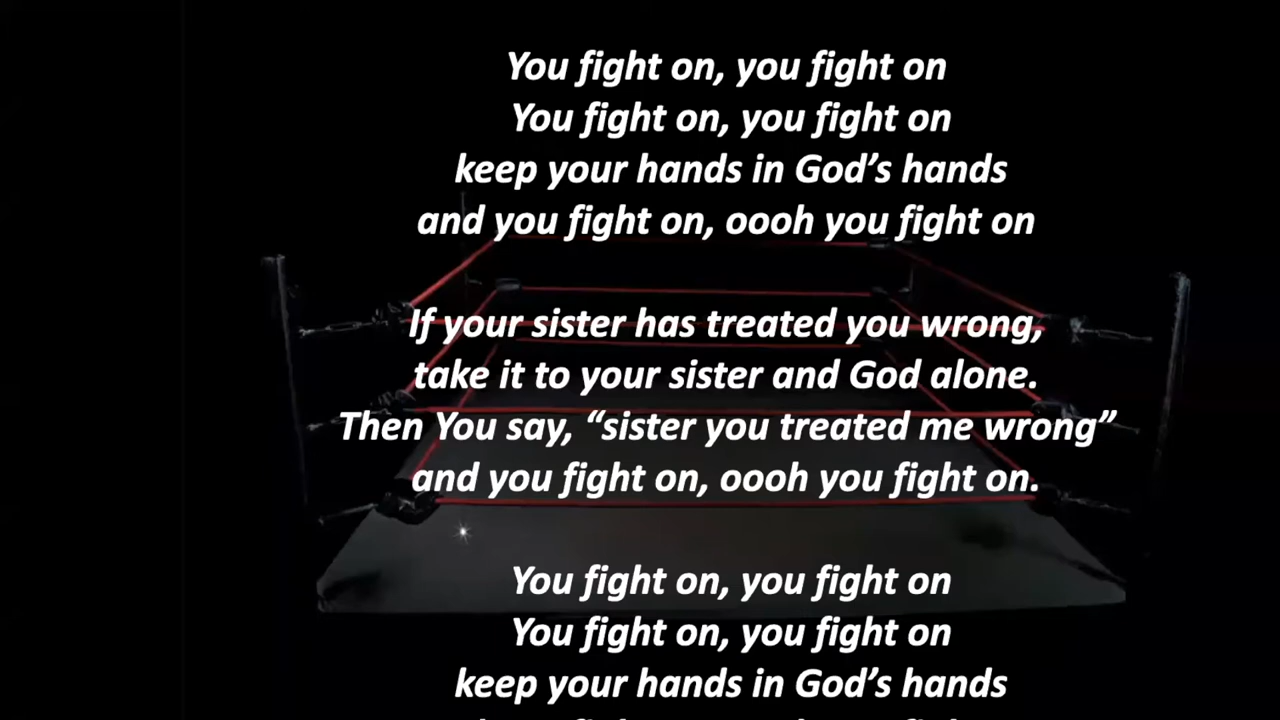 You fight on, you fight on
You fight on, you fight on
keep your hands in God’s hands
and you fight on, oooh you fight on
If your sister has treated you wrong,
take it to your sister and God alone.
Then You say, “sister you treated me wrong”
and you fight on, oooh you fight on.
You fight on, you fight on
You fight on, you fight on
keep your hands in God’s hands